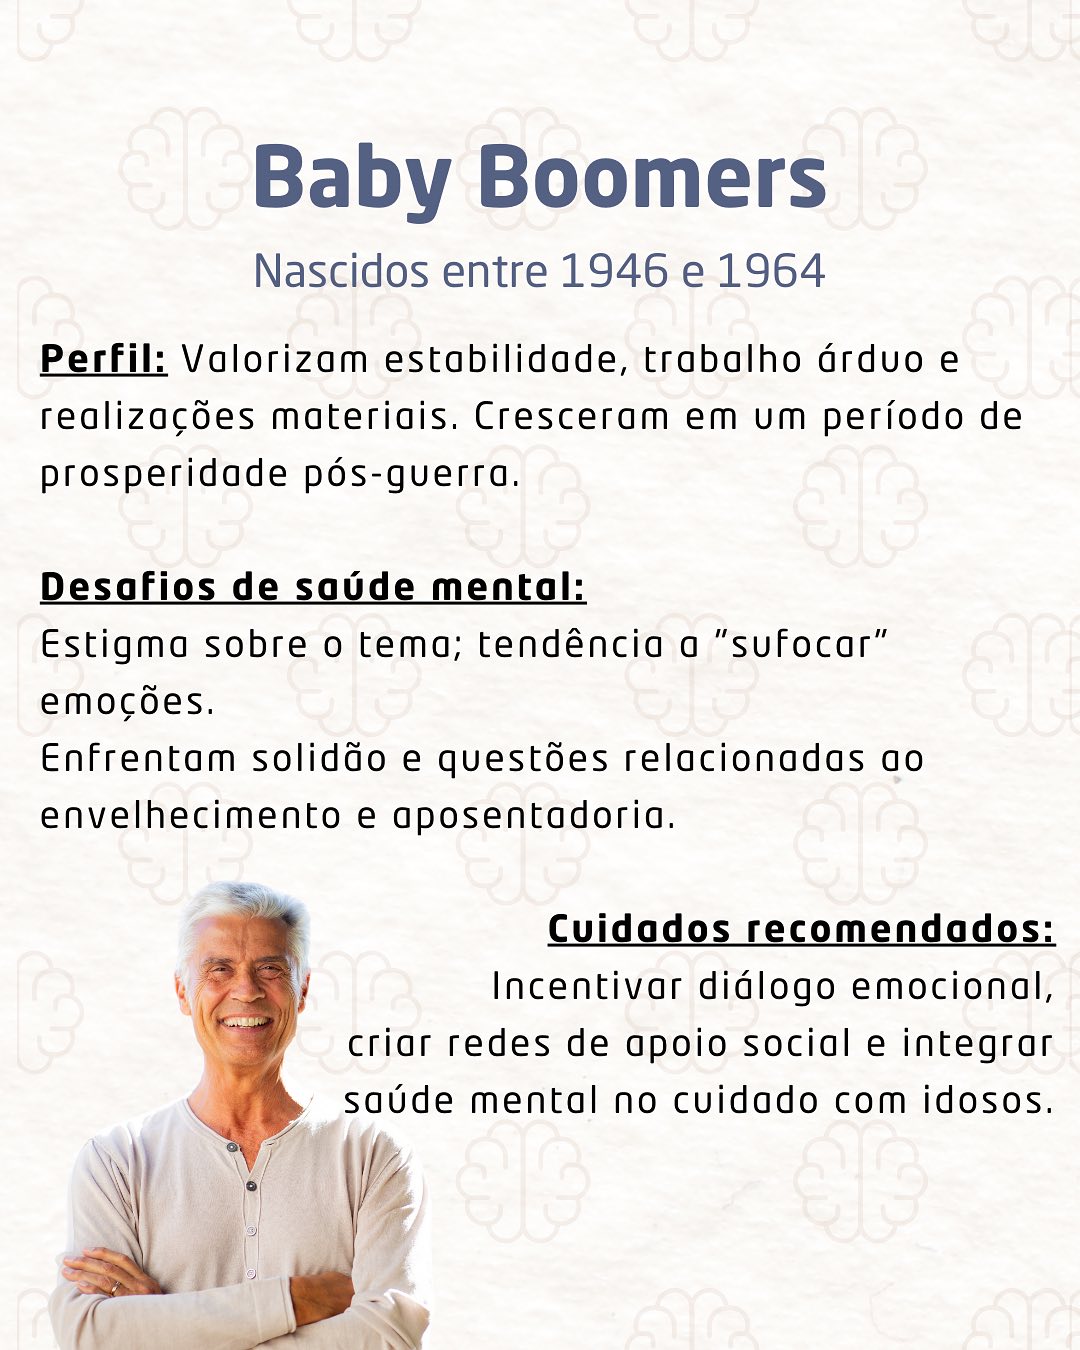 Baby Boomers
Nascidos entre 1946 e 1964
Perfil: Valorizam estabilidade, trabalho árduo e
realizações materiais. Cresceram em um período de
prosperidade pós-guerra.
Desafios de saúde mental:
Estigma sobre o tema; tendência a "sufocar"
emoções.
Enfrentam solidão e questões relacionadas ao
envelhecimento e aposentadoria.
Cuidados recomendados:
Incentivar diálogo emocional,
criar redes de apoio social e integrar
saúde mental no cuidado com idosos.